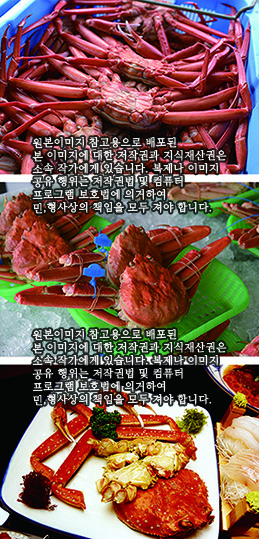 원본이미지 참고용으로 배포된
본 이미지에 대한 저작권과 지식재산권은
소속 작가에게 있습니다. 복제나 이미지
공유 행위는 저작권법 및 컴퓨터
프로그램 보호법에 의거하여
민,형사상의 책임을 모두 져야 합니다.
원본이미지 참고용으로 배포된
본 이미지에 대한 저작권과 지식재산권은
소속 작가에게 있습니다. 복제나 이미지
공유 행위는 저작권법 및 컴퓨터
프로그램 보호법에 의거하여
민,형사상의 책임을 모두 져야 합니다.